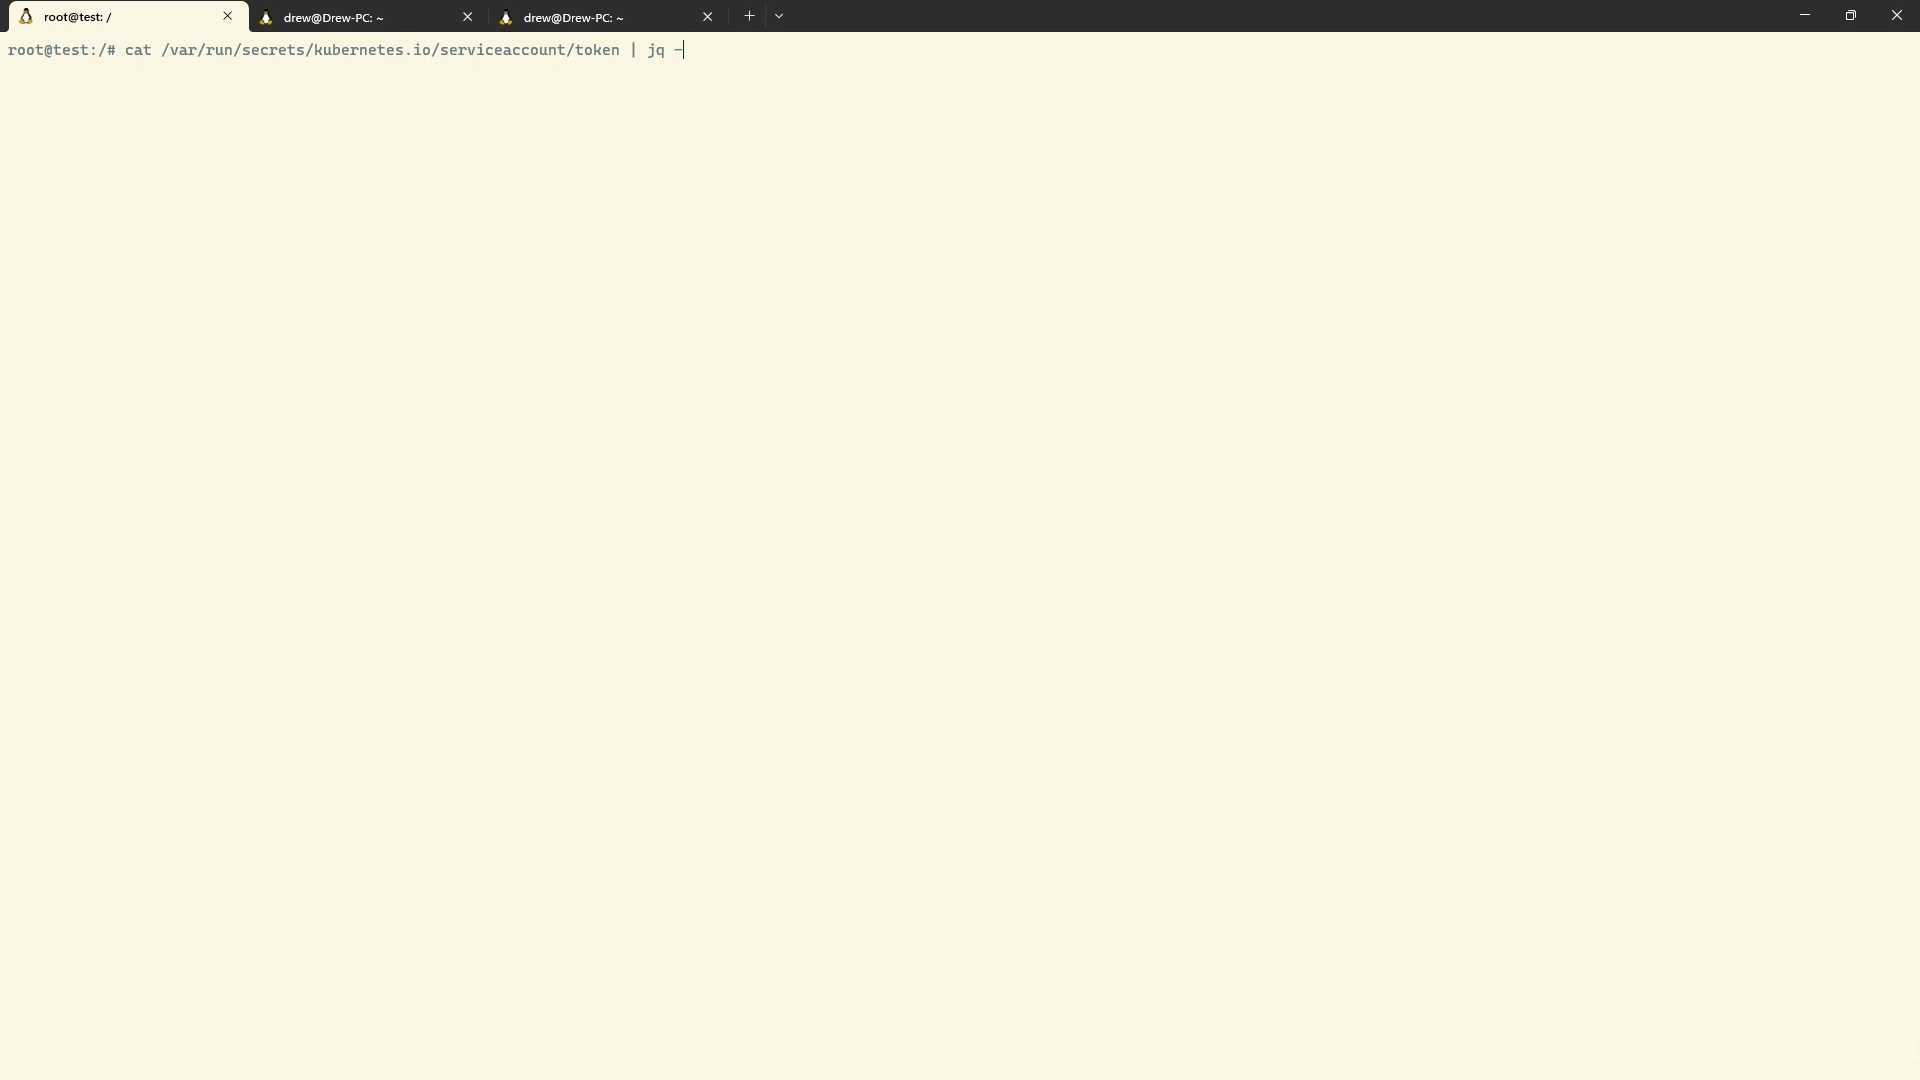 root@test: /
drew@Drew-PC: ~
drew@Drew-PC: ~
root@test:/# cat /var/run/secrets/kubernetes.io/serviceaccount/token | jq -